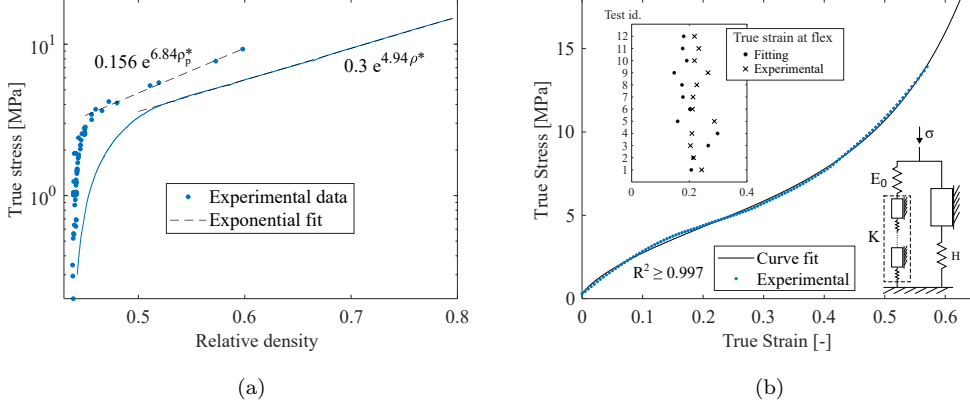 10¹
10⁰
True stress [MPa]
0.156 e^{6.84ρ*_p}
0.3 e^{4.94 ρ*}
Experimental data
Exponential fit
0.5 0.6 0.7 0.8
Relative density
(a)
15
10
5
0
True Stress [MPa]
Test id.
12
11
10
9
8
7
6
5
4
3
2
1
0 0.2 0.4
True strain at flex
Fitting
Experimental
σ
E₀
K
H
R² ≥ 0.997
Curve fit
Experimental
0 0.1 0.2 0.3 0.4 0.5 0.6
True Strain [-]
(b)